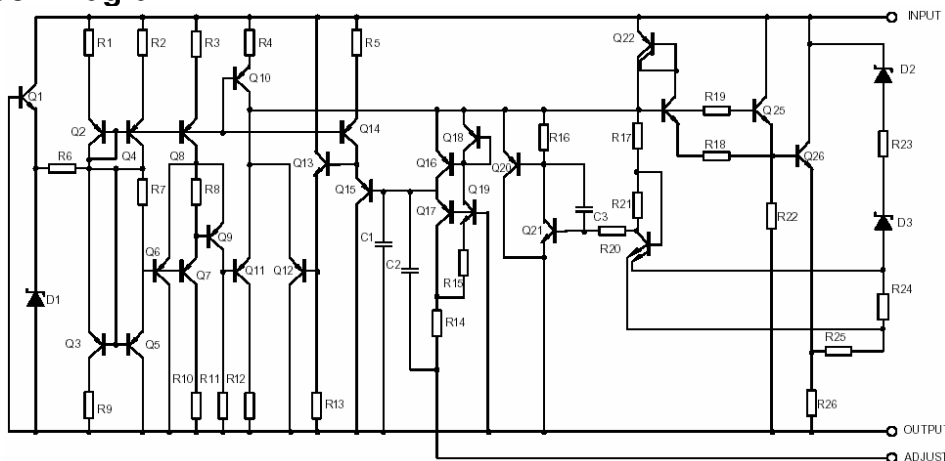 INPUT
R1
R2
R3
R4
R5
Q22
D2
Q1
Q10
R19
Q25
Q2
Q4
Q8
Q14
Q18
R16
R17
R18
Q26
R23
R6
Q13
Q16
Q20
R7
R8
Q15
Q19
Q17
C3
R21
R22
D3
Q9
C1
Q21
R20
Q6
Q7
Q11
Q12
C2
R15
R24
D1
R14
Q3
Q5
R25
R9
R10
R11
R12
R13
R26
OUTPUT
ADJUST